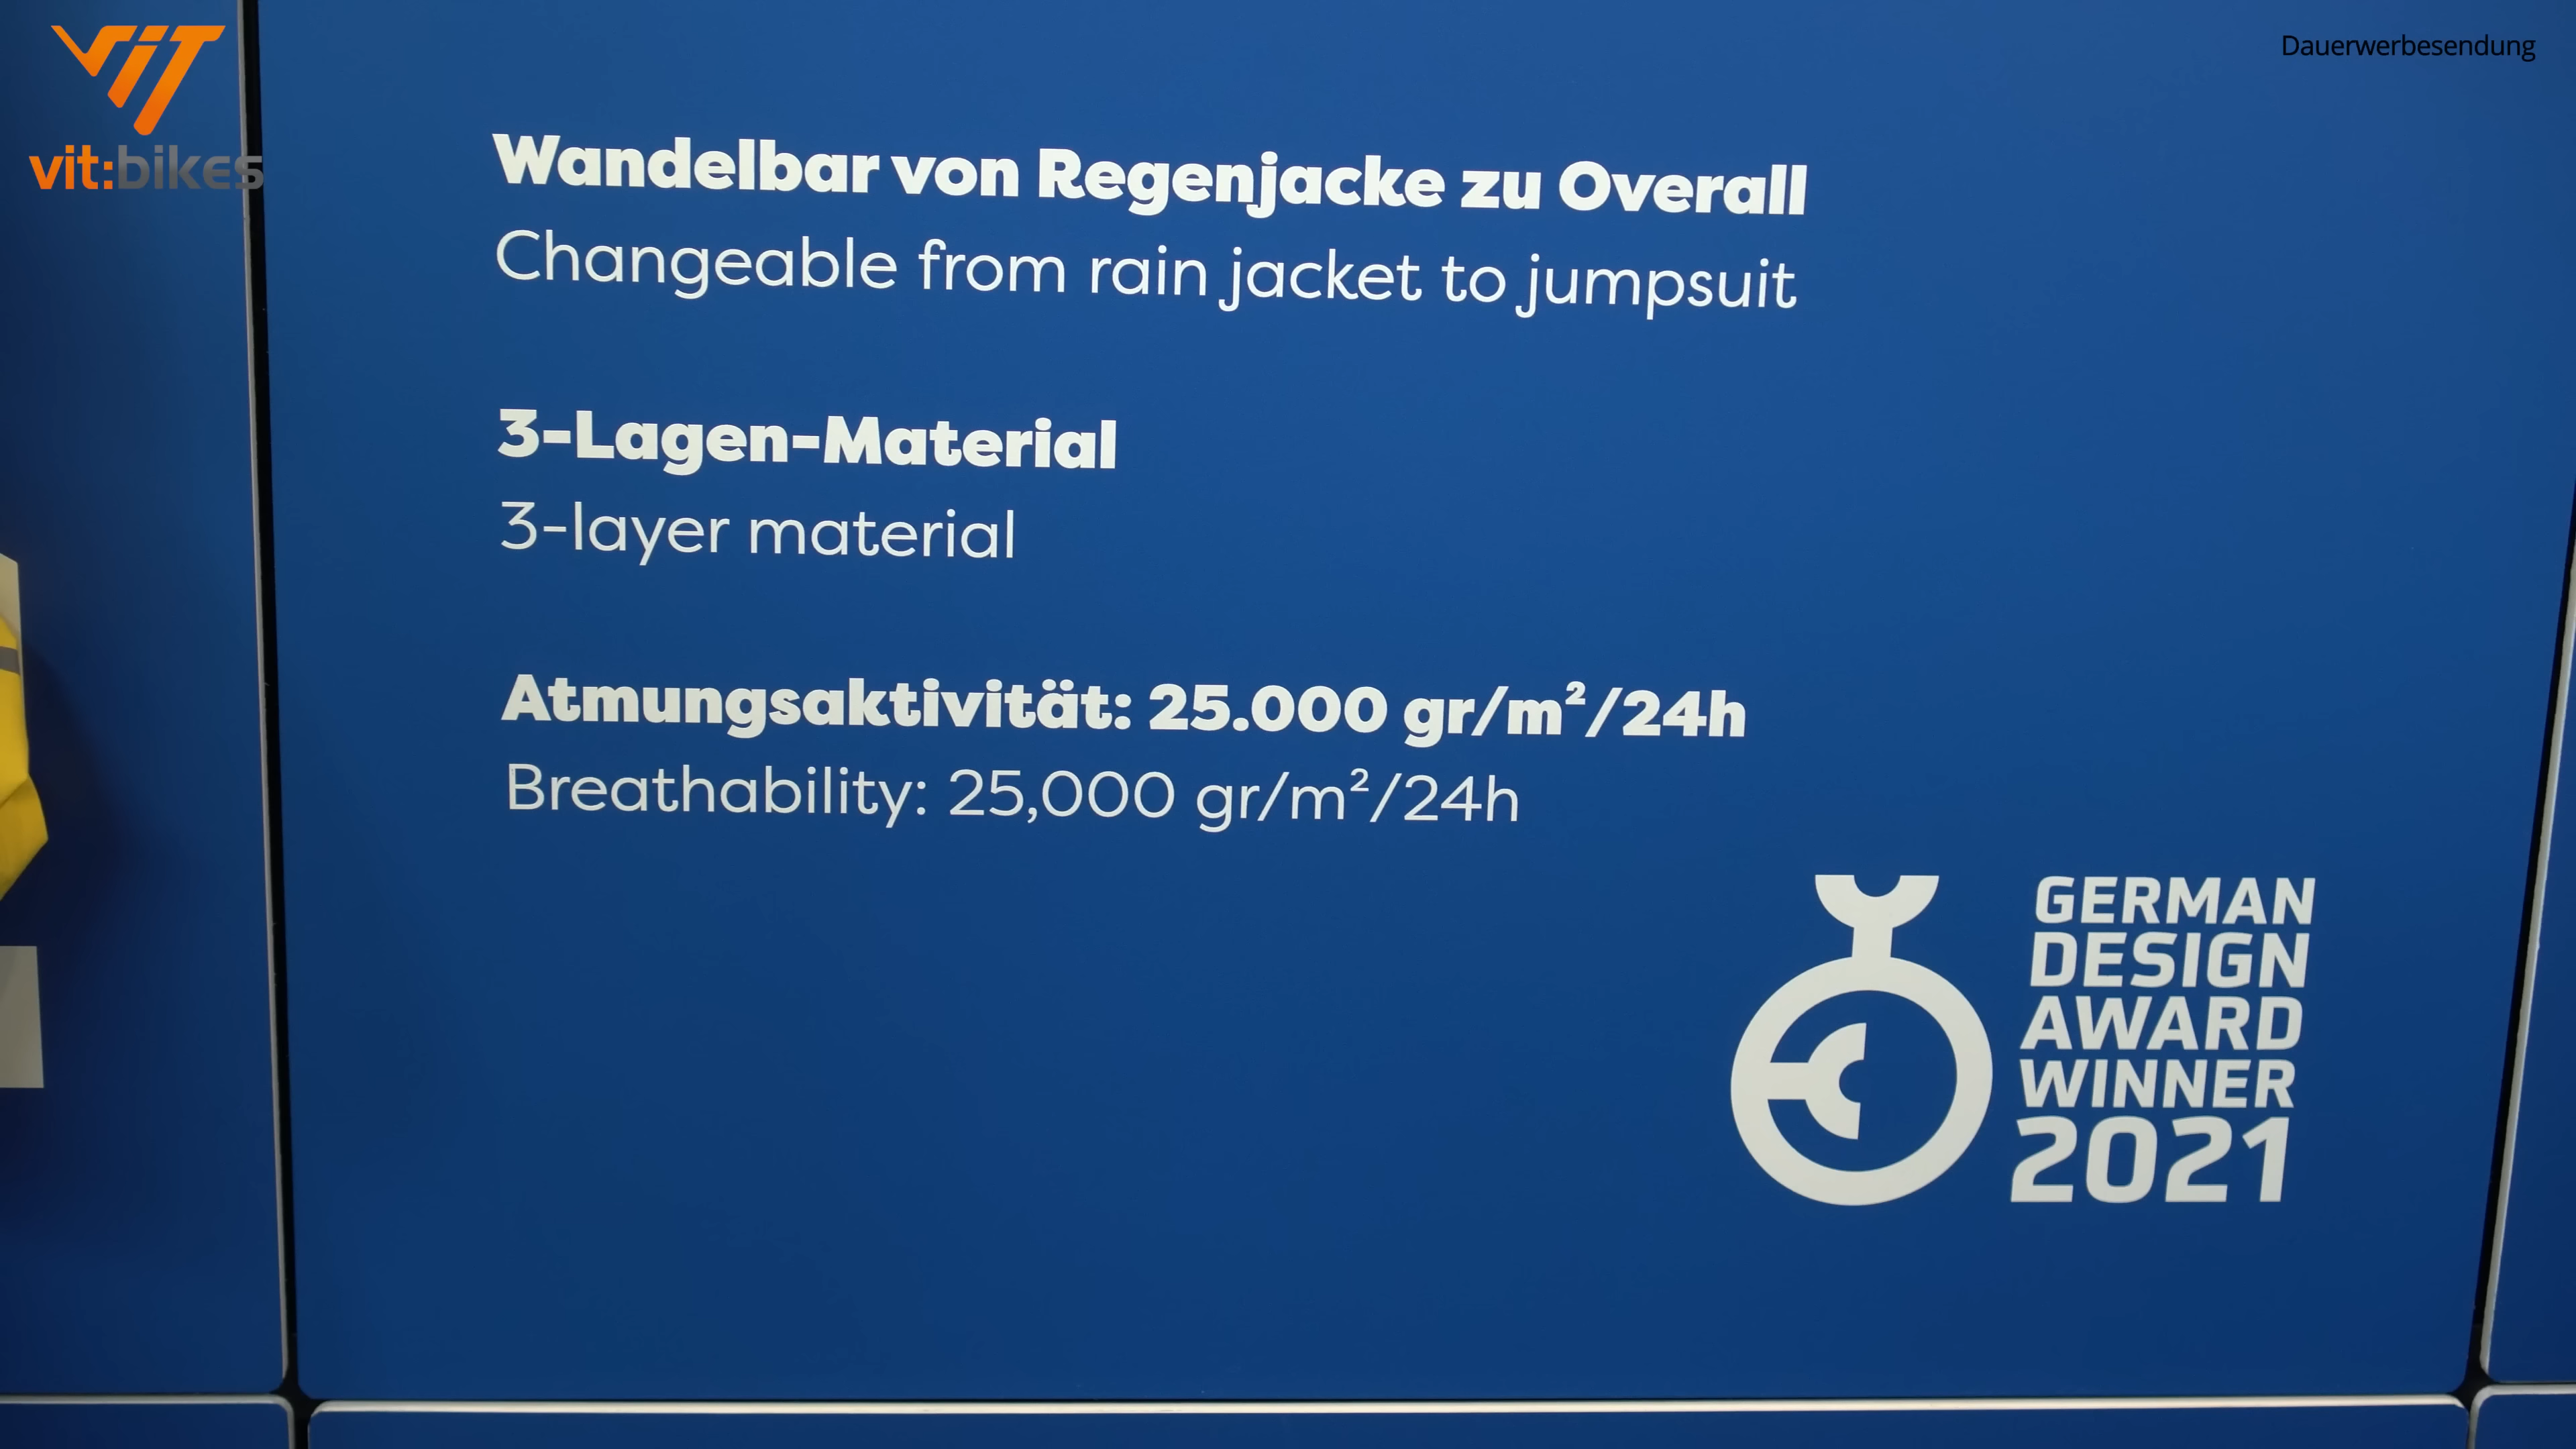 VIT
vit:bikes
Dauerwerbesendung
Wandelbar von Regenjacke zu Overall
Changeable from rain jacket to jumpsuit
3-Lagen-Material
3-layer material
Atmungsaktivität: 25.000 gr/m²/24h
Breathability: 25,000 gr/m²/24h
GERMAN
DESIGN
AWARD
WINNER
2021